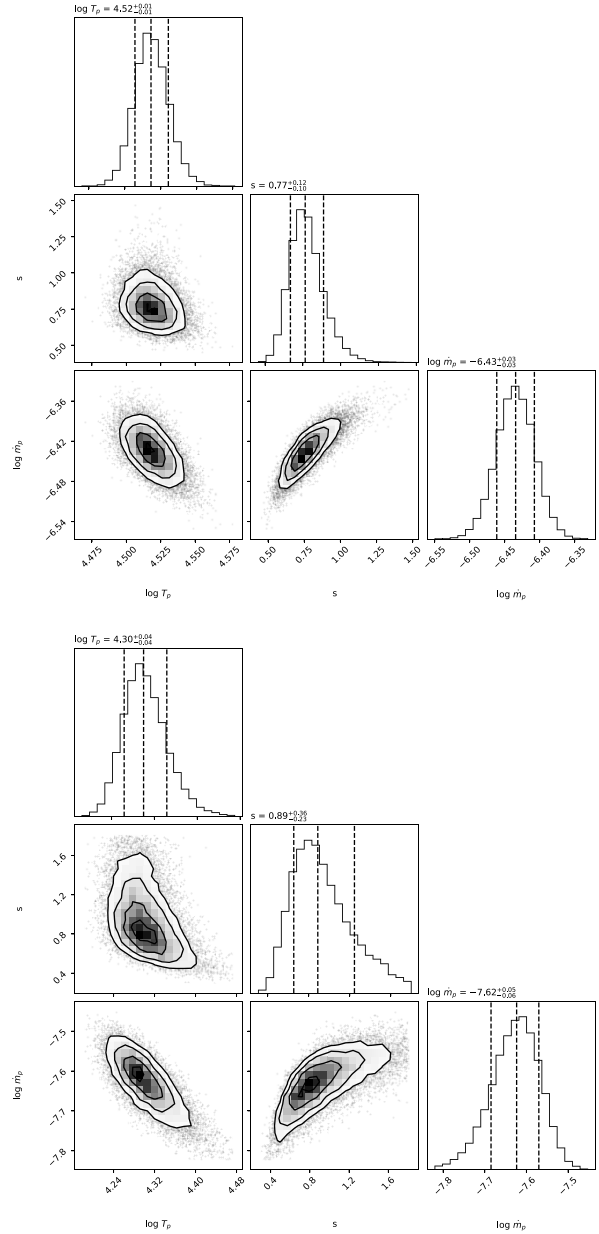 log T_p = 4.52^{+0.01}_{-0.01}
s = 0.77^{+0.12}_{-0.10}
1.50
1.25
1.00
0.75
0.50
s
log ṁ_p = −6.43^{+0.03}_{-0.03}
−6.36
−6.42
−6.48
−6.54
log ṁ_p
4.475 4.500 4.525 4.550 4.575
0.50 0.75 1.00 1.25 1.50
−6.55 −6.50 −6.45 −6.40 −6.35
log T_p s log ṁ_p
log T_p = 4.30^{+0.04}_{-0.04}
s = 0.89^{+0.36}_{-0.23}
1.6
1.2
0.8
0.4
s
log ṁ_p = −7.62^{+0.05}_{-0.06}
−7.5
−7.6
−7.7
−7.8
log ṁ_p
4.24 4.32 4.40 4.48
0.4 0.8 1.2 1.6
−7.8 −7.7 −7.6 −7.5
log T_p s log ṁ_p